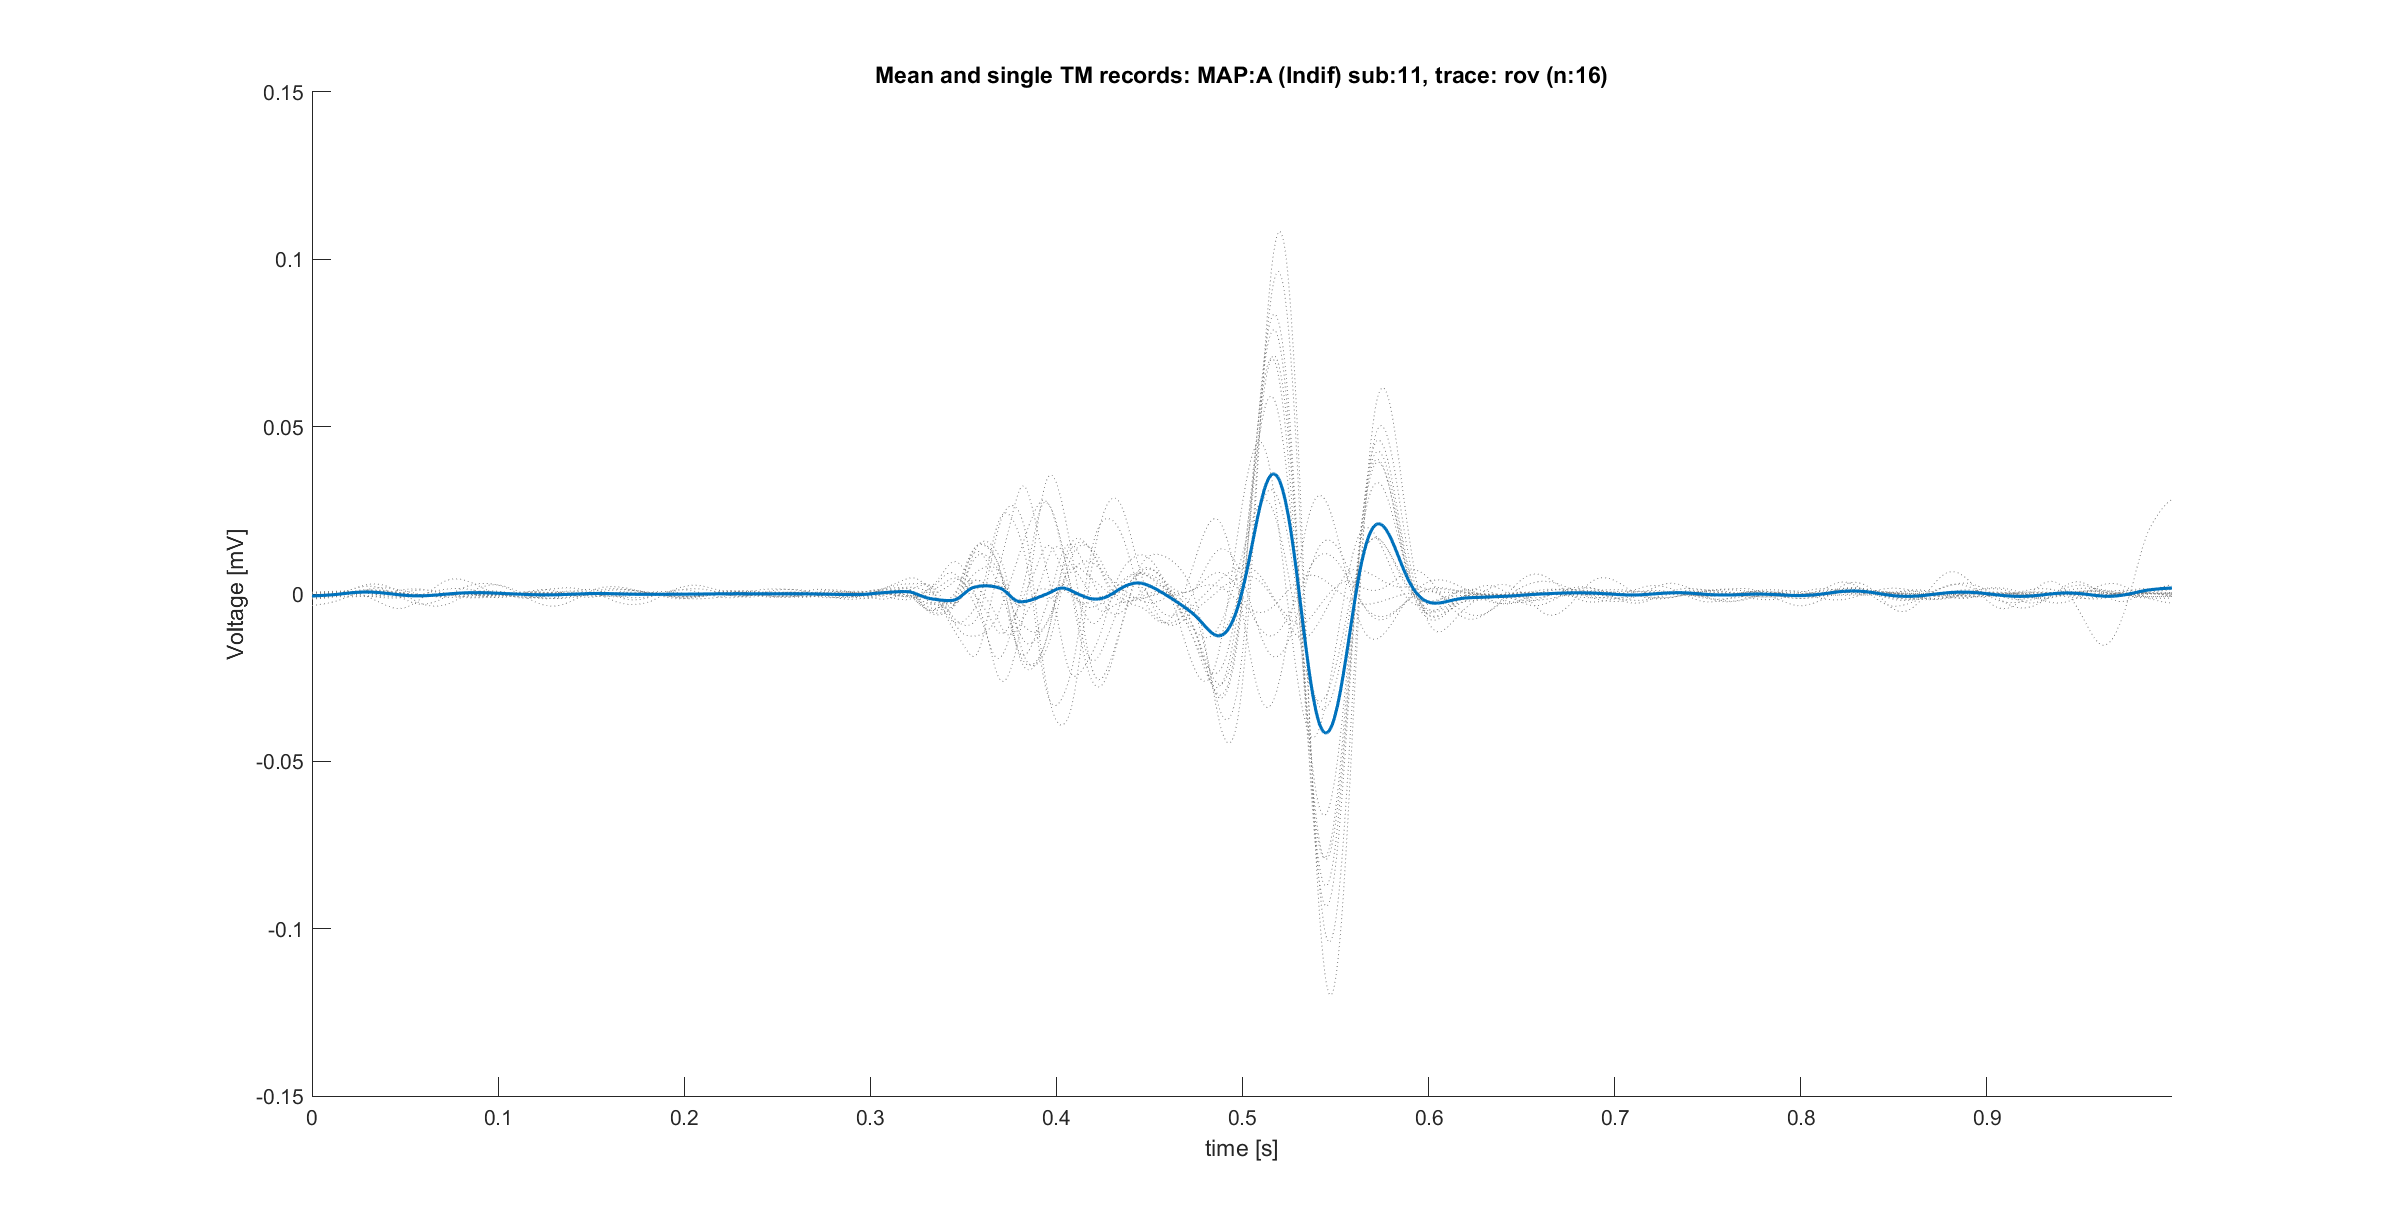 Mean and single TM records: MAP:A (Indif) sub:11, trace: rov (n:16)
0.15
0.1
0.05
0
-0.05
-0.1
-0.15
Voltage [mV]
0 0.1 0.2 0.3 0.4 0.5 0.6 0.7 0.8 0.9
time [s]